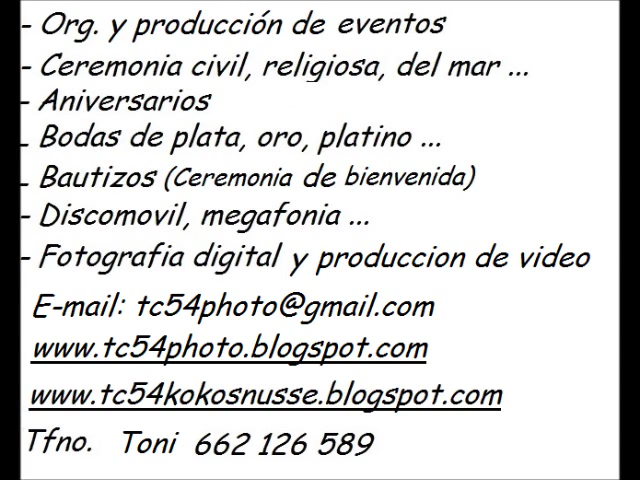 - Org. y producción de eventos
- Ceremonia civil, religiosa, del mar ...
- Aniversarios
- Bodas de plata, oro, platino ...
- Bautizos (Ceremonia de bienvenida)
- Discomovil, megafonia ...
- Fotografia digital y produccion de video
E-mail: tc54photo@gmail.com
www.tc54photo.blogspot.com
www.tc54kokosnusse.blogspot.com
Tfno. Toni 662 126 589